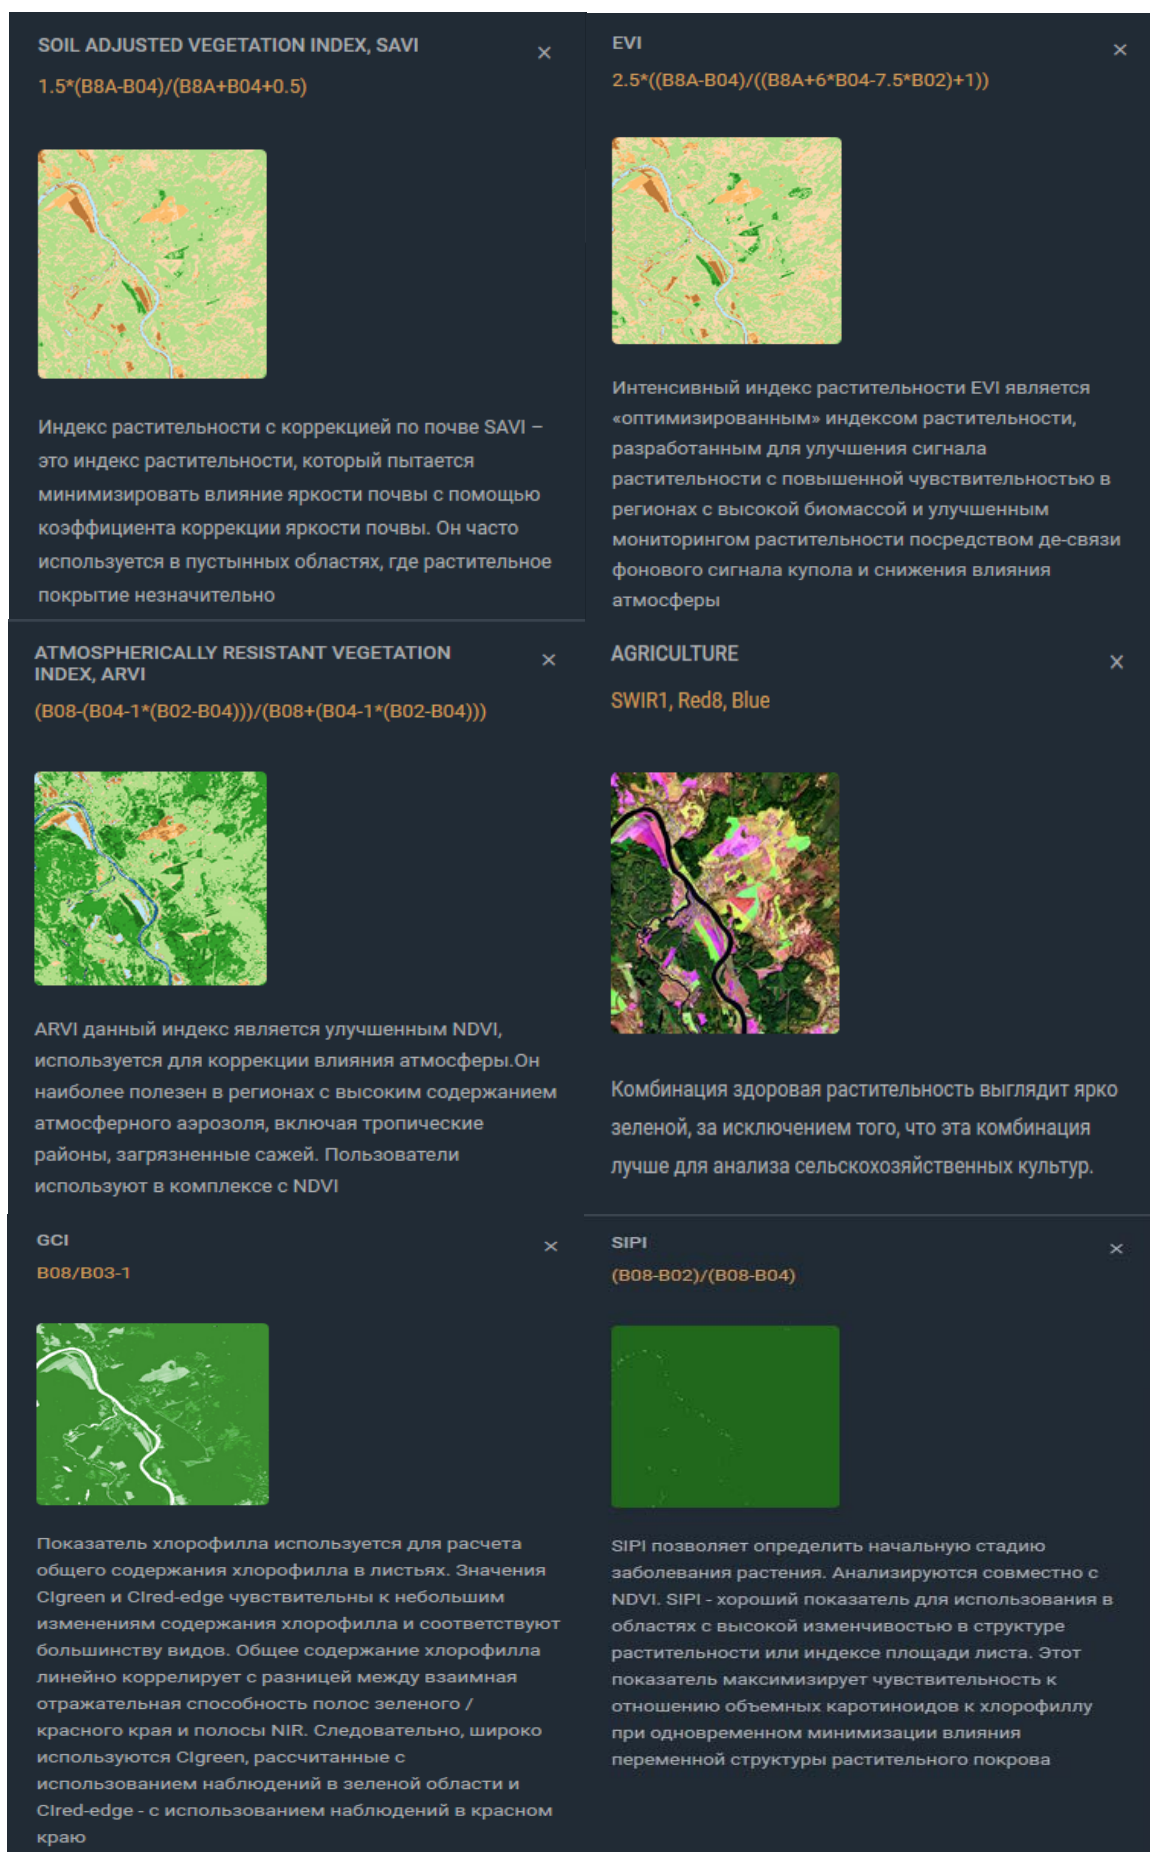 SOIL ADJUSTED VEGETATION INDEX, SAVI
×
1.5*(B8A-B04)/(B8A+B04+0.5)
Индекс растительности с коррекцией по почве SAVI –
это индекс растительности, который пытается
минимизировать влияние яркости почвы с помощью
коэффициента коррекции яркости почвы. Он часто
используется в пустынных областях, где растительное
покрытие незначительно
EVI
×
2.5*((B8A-B04)/((B8A+6*B04-7.5*B02)+1))
Интенсивный индекс растительности EVI является
«оптимизированным» индексом растительности,
разработанным для улучшения сигнала
растительности с повышенной чувствительностью в
регионах с высокой биомассой и улучшенным
мониторингом растительности посредством де-связи
фонового сигнала купола и снижения влияния
атмосферы
ATMOSPHERICALLY RESISTANT VEGETATION
INDEX, ARVI
×
(B08-(B04-1*(B02-B04)))/(B08+(B04-1*(B02-B04)))
ARVI данный индекс является улучшенным NDVI,
используется для коррекции влияния атмосферы.Он
наиболее полезен в регионах с высоким содержанием
атмосферного аэрозоля, включая тропические
районы, загрязненные сажей. Пользователи
используют в комплексе с NDVI
AGRICULTURE
×
SWIR1, Red8, Blue
Комбинация здоровая растительность выглядит ярко
зеленой, за исключением того, что эта комбинация
лучше для анализа сельскохозяйственных культур.
GCI
×
B08/B03-1
Показатель хлорофилла используется для расчета
общего содержания хлорофилла в листьях. Значения
CIgreen и CIred-edge чувствительны к небольшим
изменениям содержания хлорофилла и соответствуют
большинству видов. Общее содержание хлорофилла
линейно коррелирует с разницей между взаимная
отражательная способность полос зеленого /
красного края и полосы NIR. Следовательно, широко
используются CIgreen, рассчитанные с
использованием наблюдений в зеленой области и
CIred-edge - с использованием наблюдений в красном
краю
SIPI
×
(B08-B02)/(B08-B04)
SIPI позволяет определить начальную стадию
заболевания растения. Анализируются совместно с
NDVI. SIPI - хороший показатель для использования в
областях с высокой изменчивостью в структуре
растительности или индексе площади листа. Этот
показатель максимизирует чувствительность к
отношению объемных каротиноидов к хлорофиллу
при одновременном минимизации влияния
переменной структуры растительного покрова